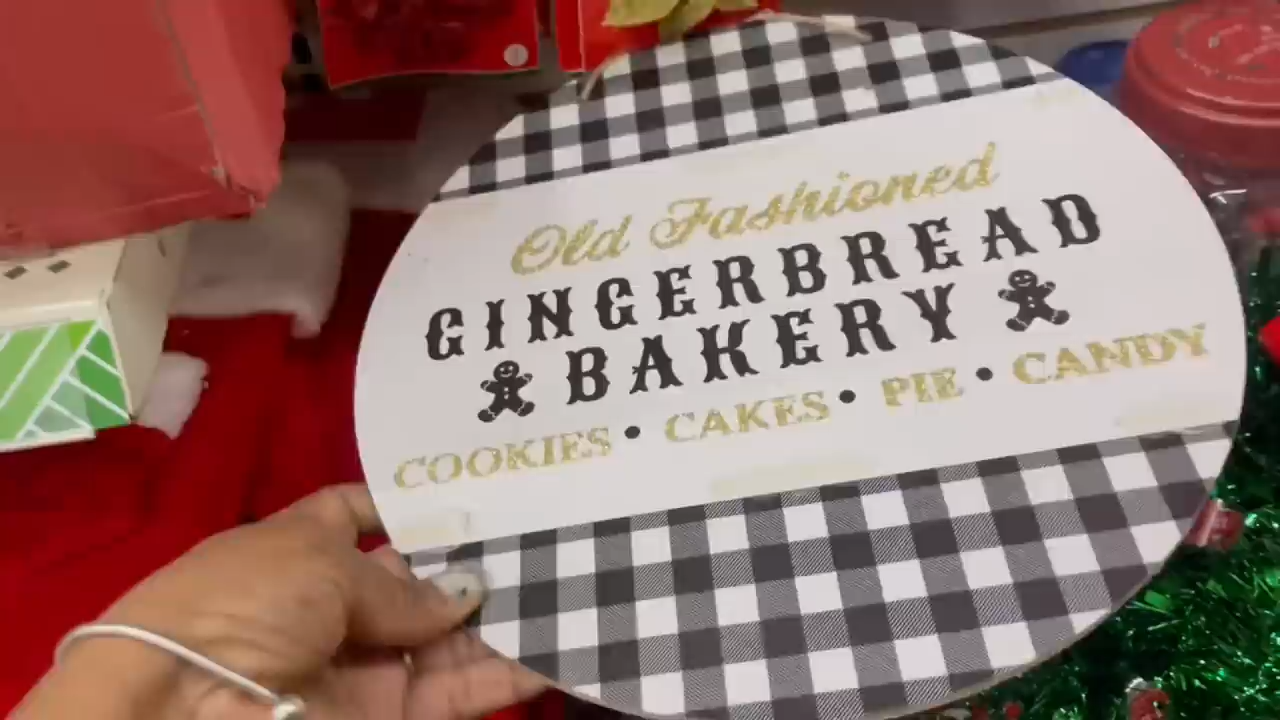 Old Fashioned
GINGERBREAD
BAKERY
COOKIES • CAKES • PIE • CANDY